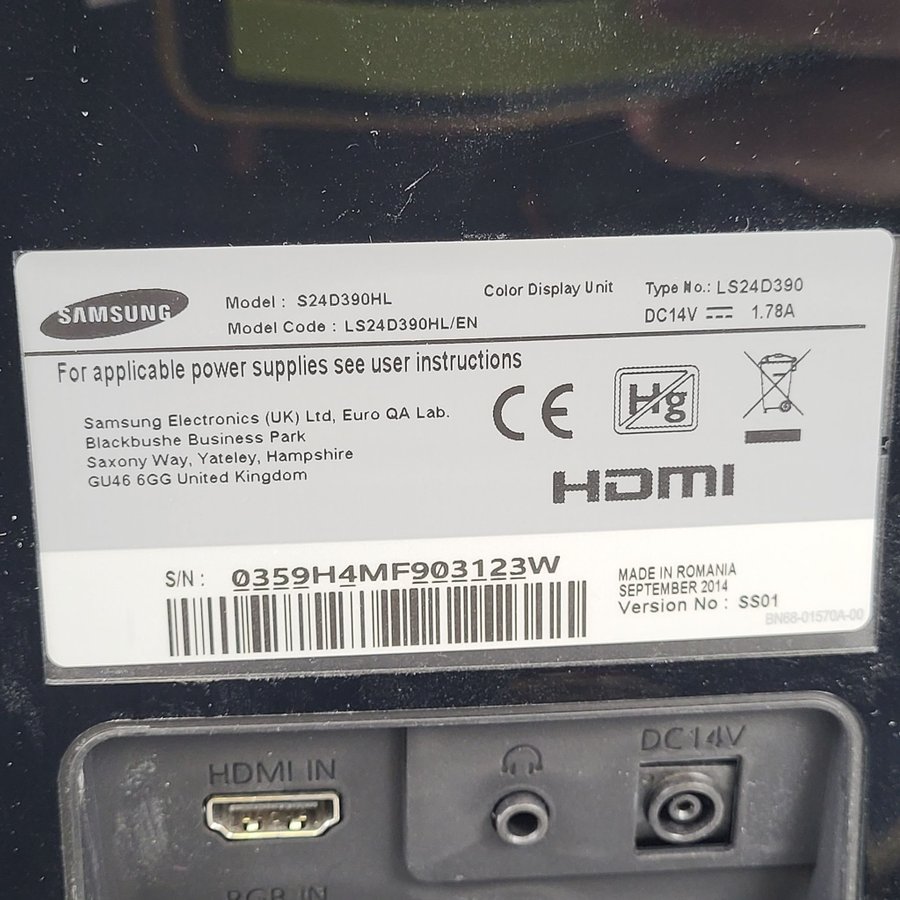 SAMSUNG
Model : S24D390HL
Model Code : LS24D390HL/EN
Color Display Unit
Type No.: LS24D390
DC14V ⎓ 1.78A
For applicable power supplies see user instructions
Samsung Electronics (UK) Ltd, Euro QA Lab.
Blackbushe Business Park
Saxony Way, Yateley, Hampshire
GU46 6GG United Kingdom
CE
Hg
HDMI
S/N : 0359H4MF903123W
MADE IN ROMANIA
SEPTEMBER 2014
Version No : SS01
BN68-01570A-00
HDMI IN
DC14V
RGB IN